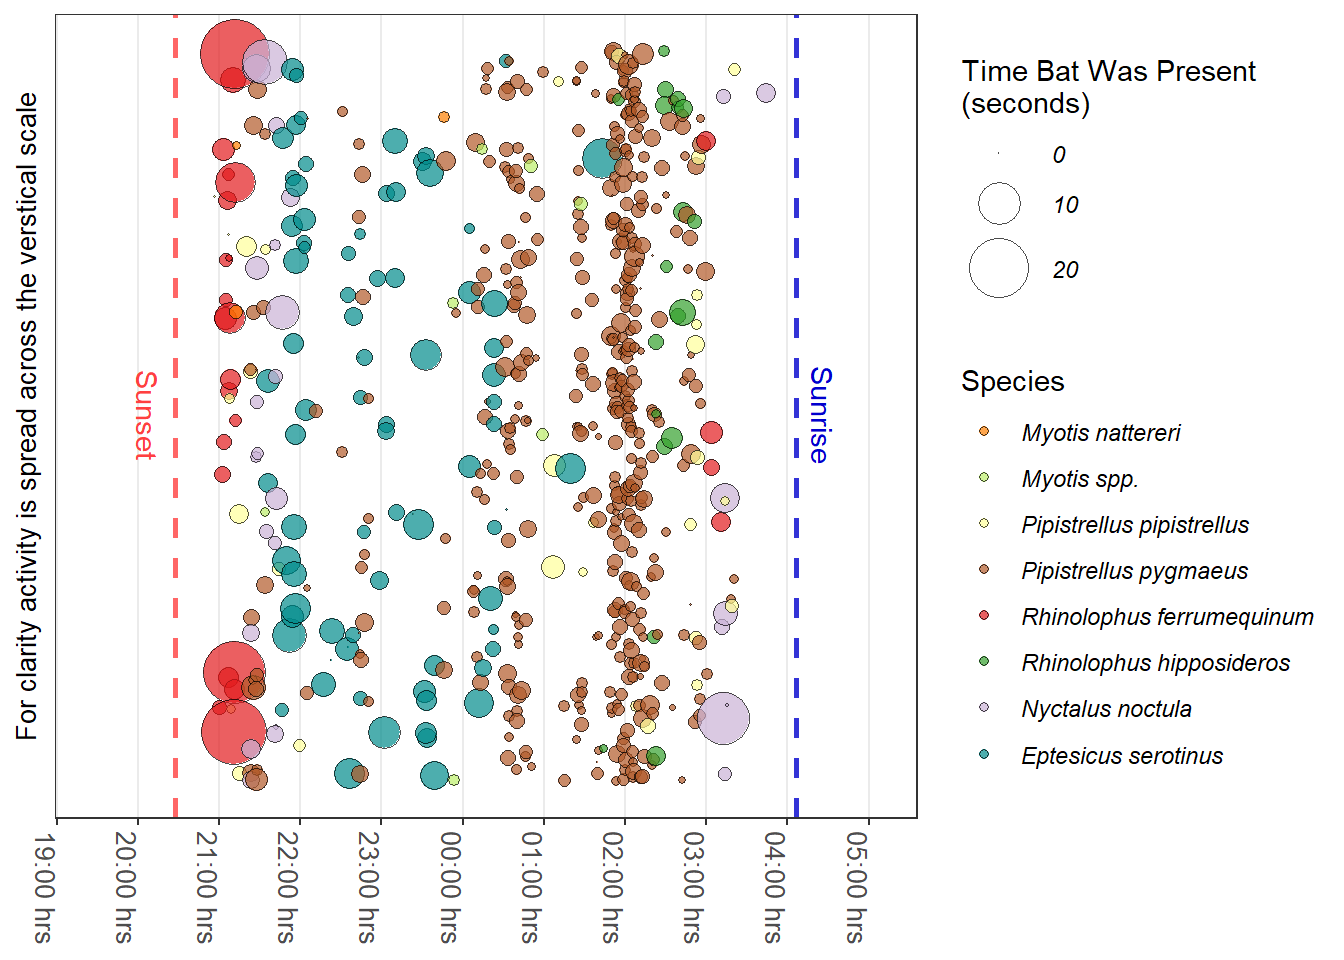 For clarity activity is spread across the verstical scale
Sunset
Sunrise
19:00 hrs
20:00 hrs
21:00 hrs
22:00 hrs
23:00 hrs
00:00 hrs
01:00 hrs
02:00 hrs
03:00 hrs
04:00 hrs
05:00 hrs
Time Bat Was Present
(seconds)
0
10
20
Species
Myotis nattereri
Myotis spp.
Pipistrellus pipistrellus
Pipistrellus pygmaeus
Rhinolophus ferrumequinum
Rhinolophus hipposideros
Nyctalus noctula
Eptesicus serotinus